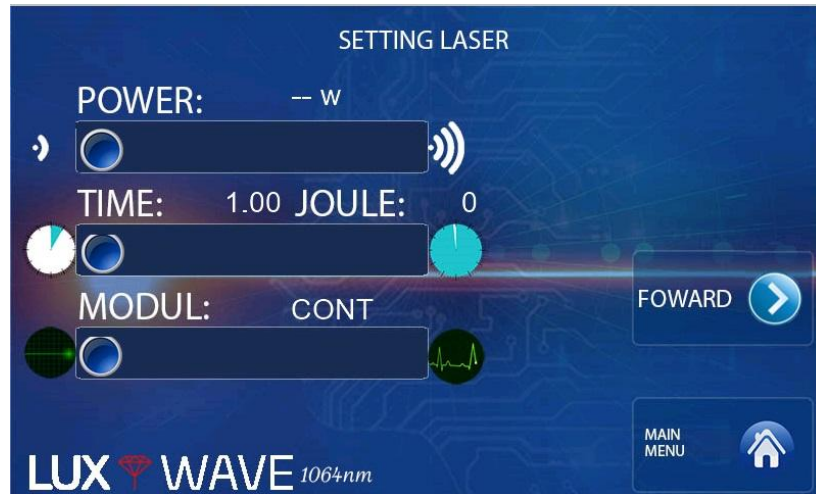 SETTING LASER
POWER: -- W
TIME: 1.00 JOULE: 0
MODUL: CONT
FOWARD
MAIN
MENU
LUX WAVE 1064nm